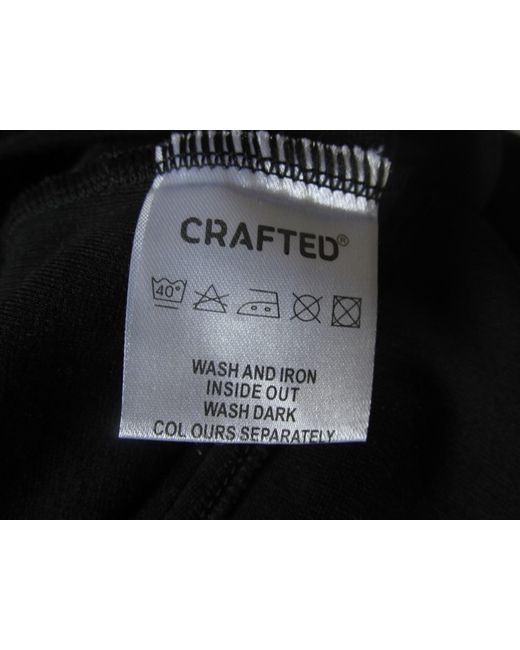 CRAFTED®
40°
WASH AND IRON
INSIDE OUT
WASH DARK
COLOURS SEPARATELY